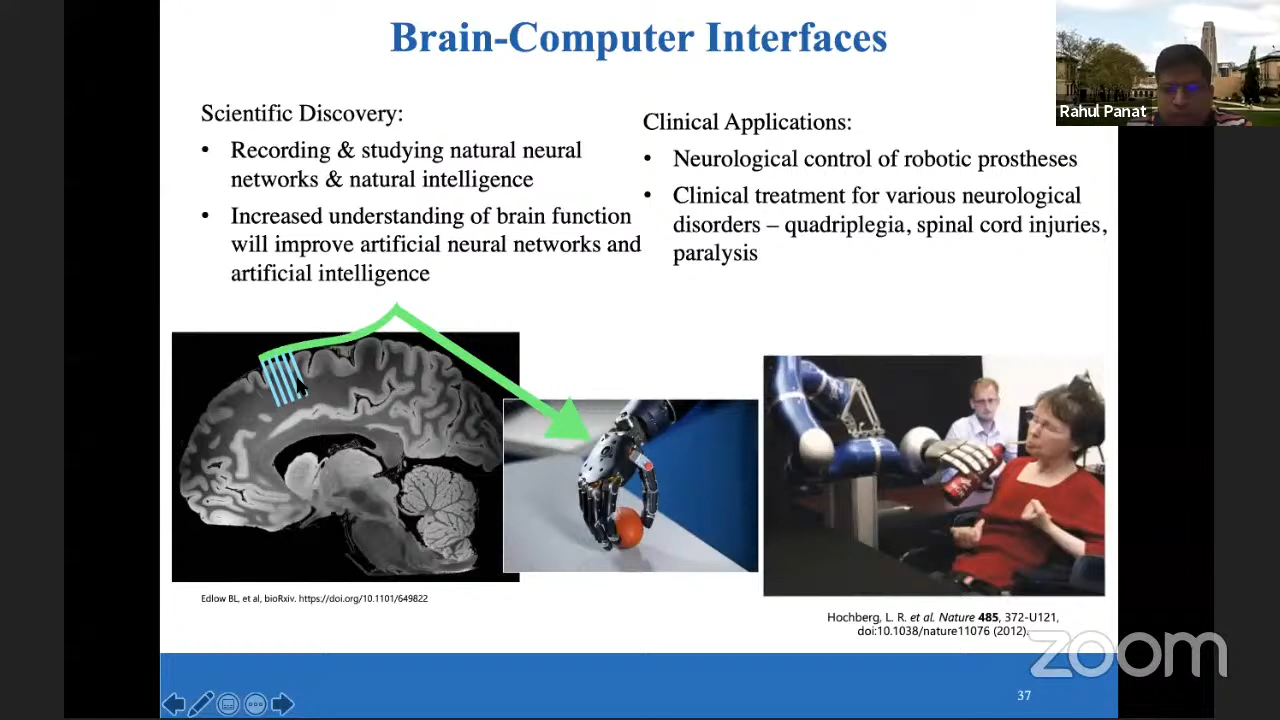 Brain-Computer Interfaces
Rahul Panat
Scientific Discovery:
• Recording & studying natural neural
networks & natural intelligence
• Increased understanding of brain function
will improve artificial neural networks and
artificial intelligence
Clinical Applications:
• Neurological control of robotic prostheses
• Clinical treatment for various neurological
disorders – quadriplegia, spinal cord injuries,
paralysis
Edlow BL, et al, bioRxiv. https://doi.org/10.1101/649822
Hochberg, L. R. et al. Nature 485, 372-U121,
doi:10.1038/nature11076 (2012).
zoom
37